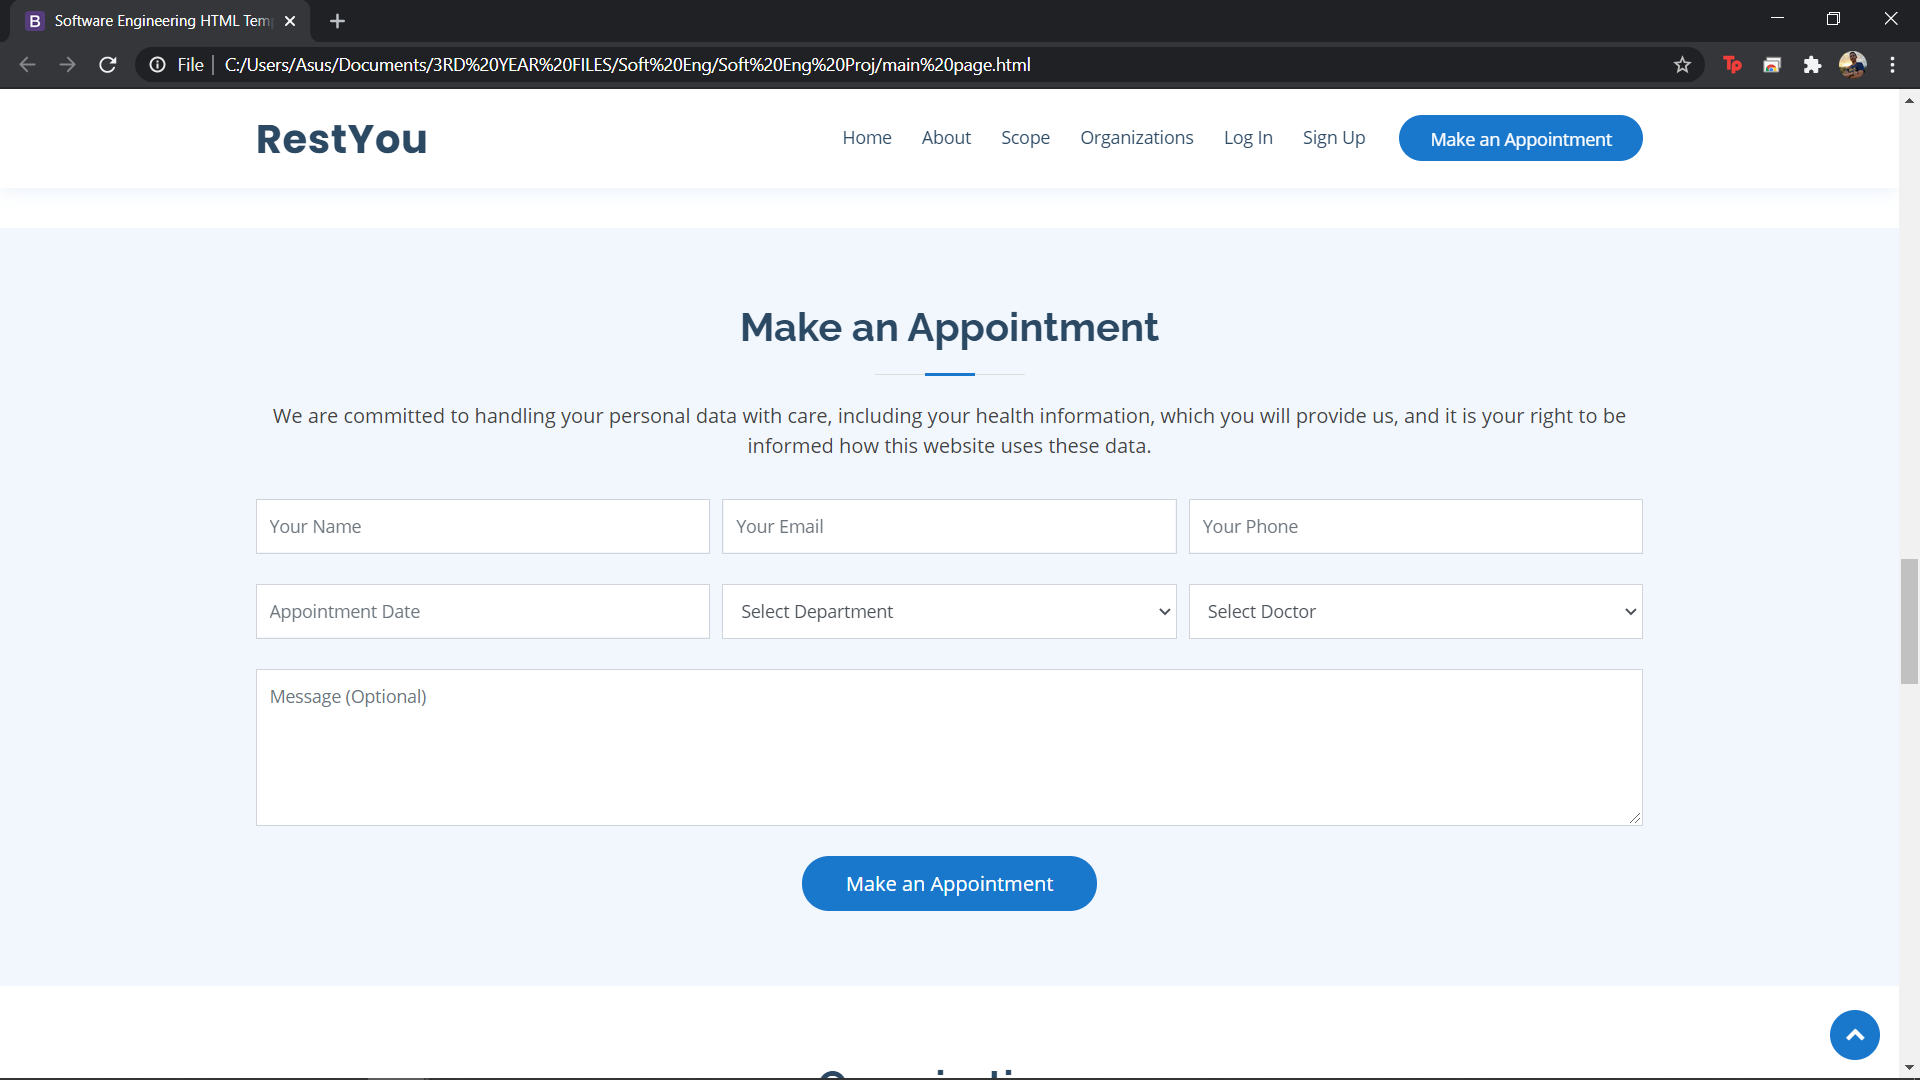 Software Engineering HTML Tem
File
C:/Users/Asus/Documents/3RD%20YEAR%20FILES/Soft%20Eng/Soft%20Eng%20Proj/main%20page.html
RestYou
Home About Scope Organizations Log In Sign Up Make an Appointment
Make an Appointment
We are committed to handling your personal data with care, including your health information, which you will provide us, and it is your right to be
informed how this website uses these data.
Your Name Your Email Your Phone
Appointment Date Select Department Select Doctor
Message (Optional)
Make an Appointment